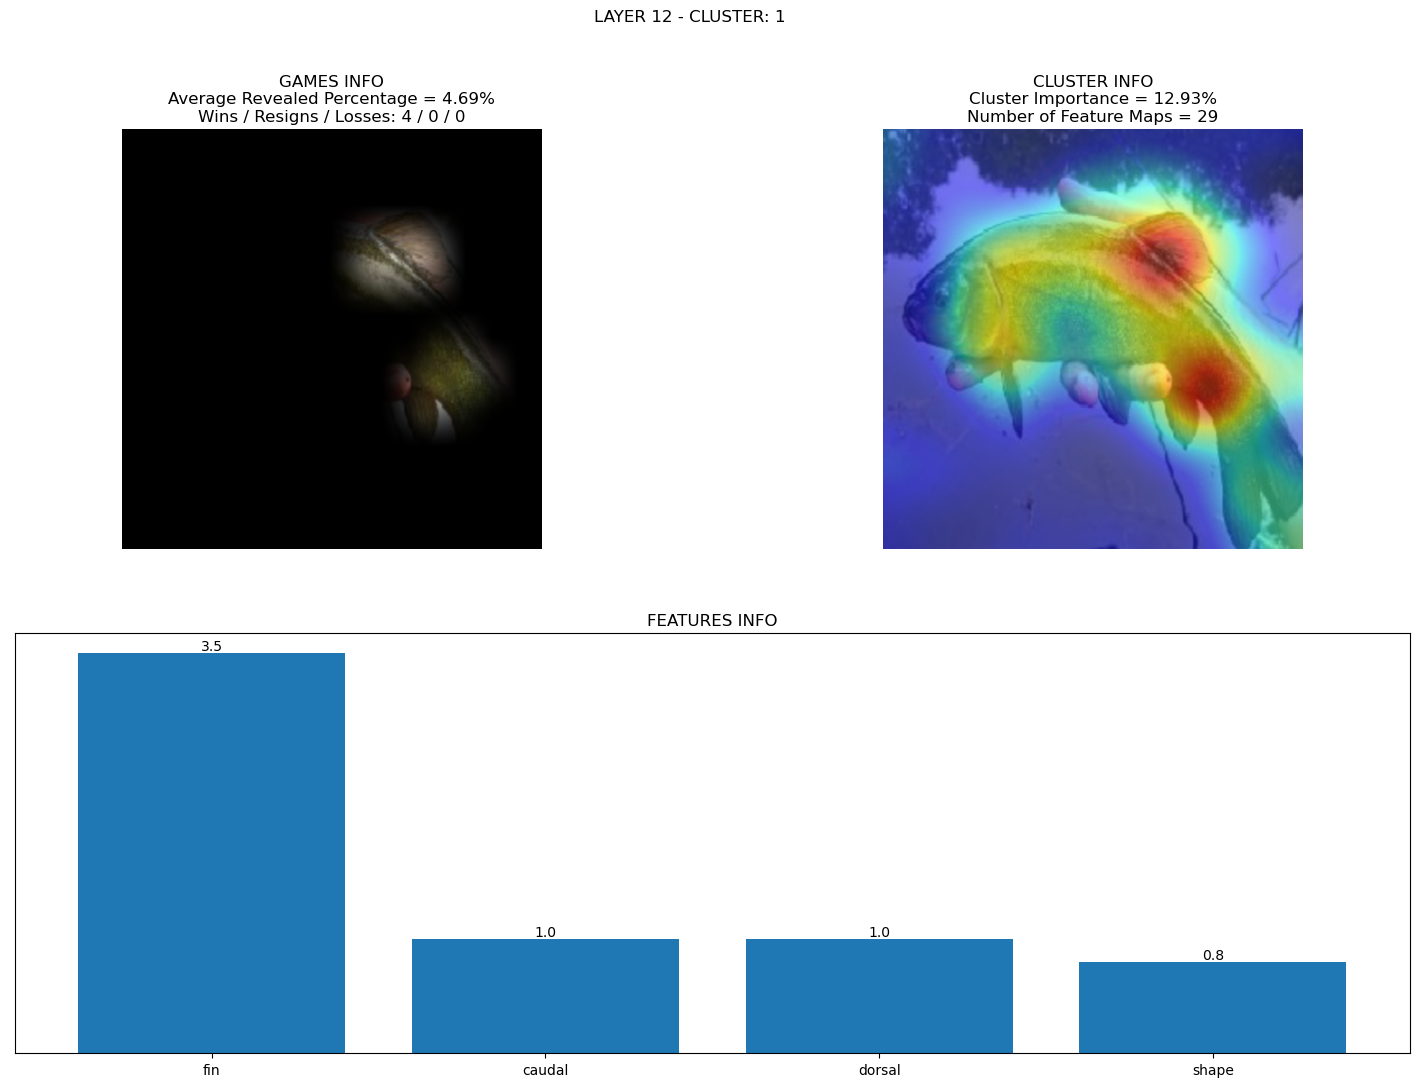 LAYER 12 - CLUSTER: 1
GAMES INFO
Average Revealed Percentage = 4.69%
Wins / Resigns / Losses: 4 / 0 / 0
CLUSTER INFO
Cluster Importance = 12.93%
Number of Feature Maps = 29
FEATURES INFO
3.5
1.0
1.0
0.8
fin
caudal
dorsal
shape